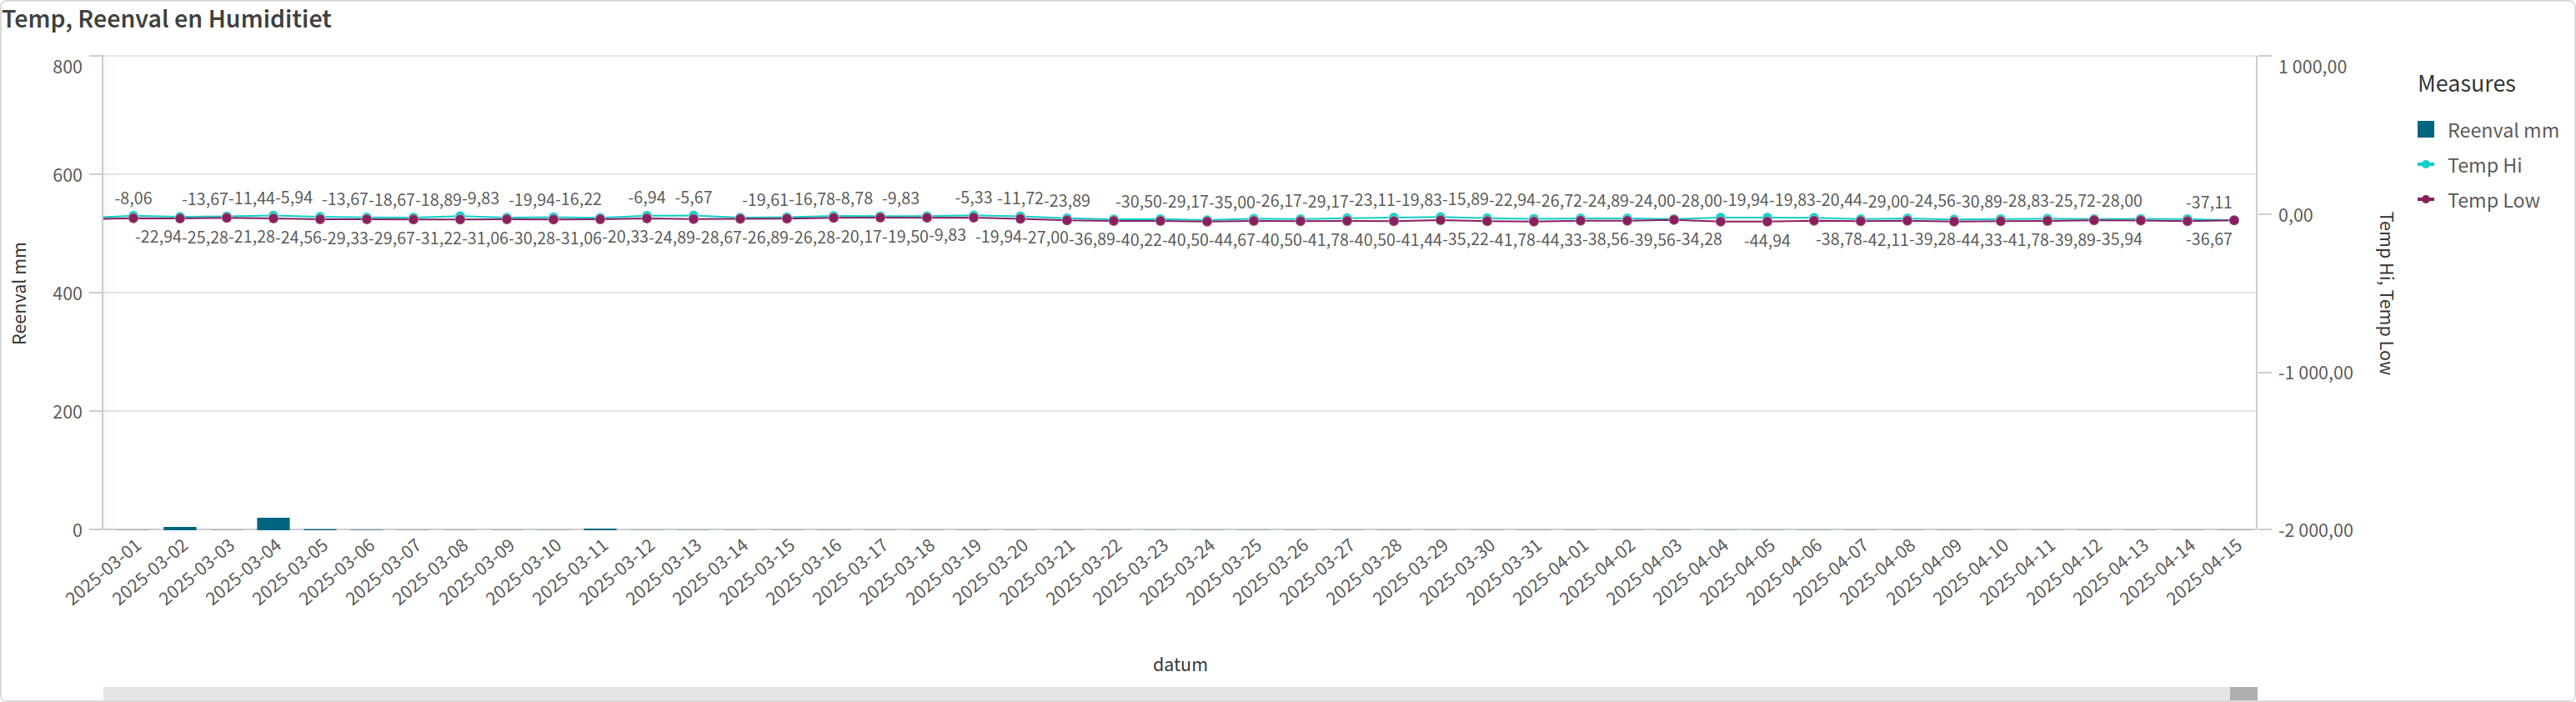 Temp, Reenval en Humiditiet
800
600
400
200
0
Reenval mm
-8,06 -13,67 -11,44 -5,94 -13,67 -18,67 -18,89 -9,83 -19,94 -16,22 -6,94 -5,67 -19,61 -16,78 -8,78 -9,83 -5,33 -11,72 -23,89 -30,50 -29,17 -35,00 -26,17 -29,17 -23,11 -19,83 -15,89 -22,94 -26,72 -24,89 -24,00 -28,00 -19,94 -19,83 -20,44 -29,00 -24,56 -30,89 -28,83 -25,72 -28,00 -37,11
-22,94 -25,28 -21,28 -24,56 -29,33 -29,67 -31,22 -31,06 -30,28 -31,06 -20,33 -24,89 -28,67 -26,89 -26,28 -20,17 -19,50 -9,83 -19,94 -27,00 -36,89 -40,22 -40,50 -44,67 -40,50 -41,78 -40,50 -41,44 -35,22 -41,78 -44,33 -38,56 -39,56 -34,28 -44,94 -38,78 -42,11 -39,28 -44,33 -41,78 -39,89 -35,94 -36,67
2025-03-01 2025-03-02 2025-03-03 2025-03-04 2025-03-05 2025-03-06 2025-03-07 2025-03-08 2025-03-09 2025-03-10 2025-03-11 2025-03-12 2025-03-13 2025-03-14 2025-03-15 2025-03-16 2025-03-17 2025-03-18 2025-03-19 2025-03-20 2025-03-21 2025-03-22 2025-03-23 2025-03-24 2025-03-25 2025-03-26 2025-03-27 2025-03-28 2025-03-29 2025-03-30 2025-03-31 2025-04-01 2025-04-02 2025-04-03 2025-04-04 2025-04-05 2025-04-06 2025-04-07 2025-04-08 2025-04-09 2025-04-10 2025-04-11 2025-04-12 2025-04-13 2025-04-14 2025-04-15
datum
1 000,00
0,00
-1 000,00
-2 000,00
Temp Hi, Temp Low
Measures
Reenval mm
Temp Hi
Temp Low